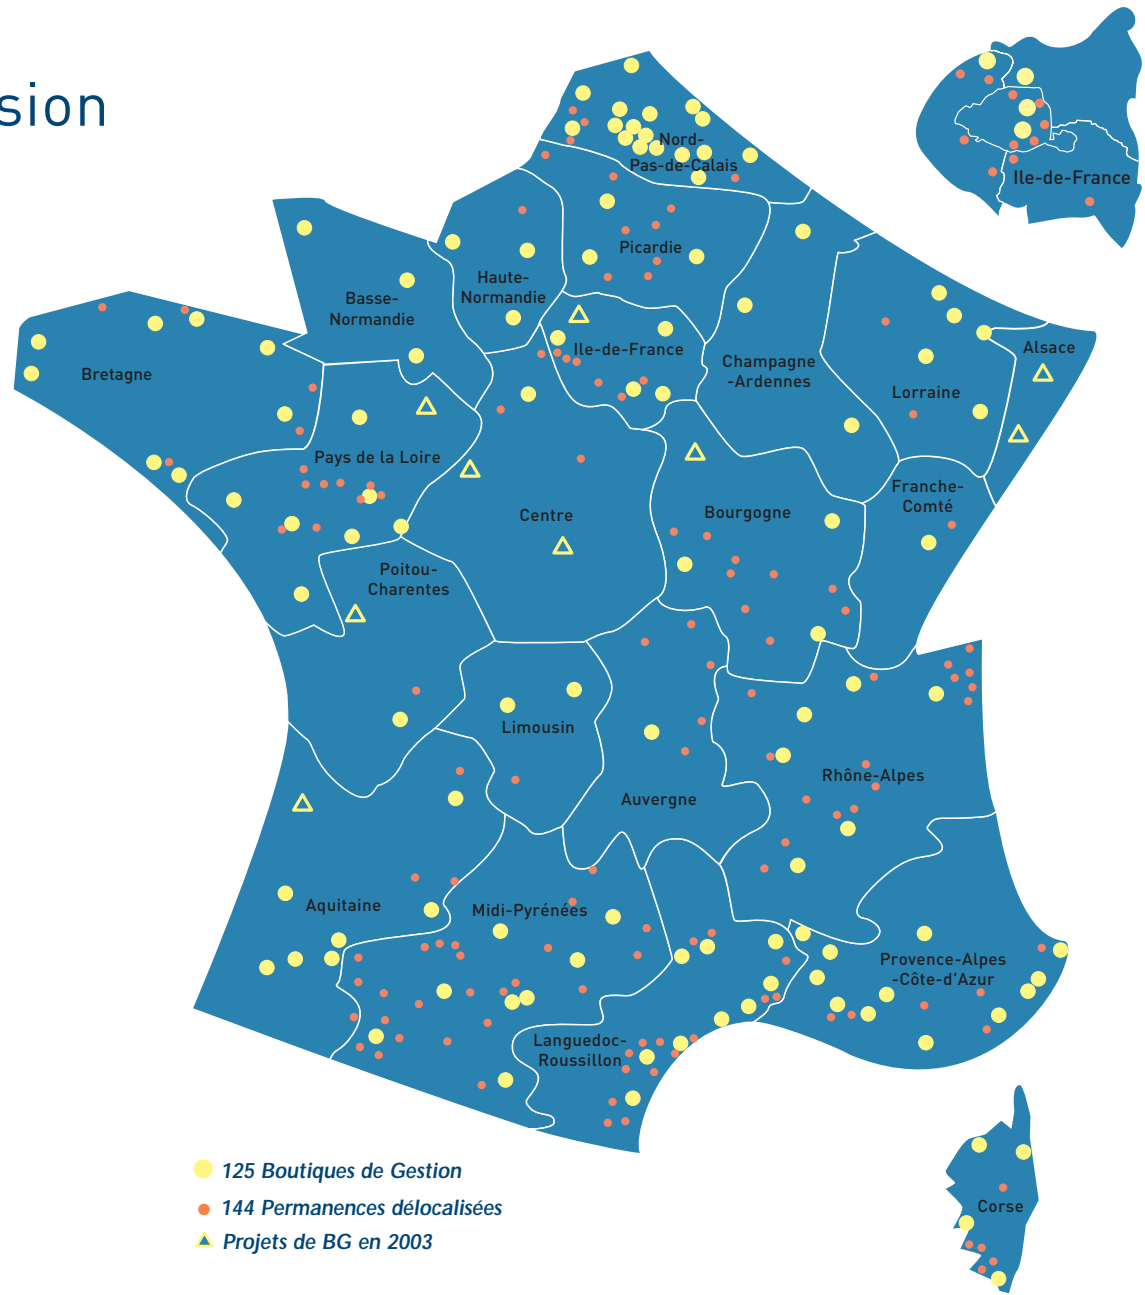 sion
Nord-
Pas-de-Calais
Ile-de-France
Picardie
Haute-
Normandie
Basse-
Normandie
Ile-de-France
Champagne
-Ardennes
Alsace
Lorraine
Bretagne
Pays de la Loire
Franche-
Comté
Centre
Bourgogne
Poitou-
Charentes
Limousin
Rhône-Alpes
Auvergne
Aquitaine
Midi-Pyrénées
Provence-Alpes
-Côte-d'Azur
Languedoc-
Roussillon
125 Boutiques de Gestion
144 Permanences délocalisées
Projets de BG en 2003
Corse